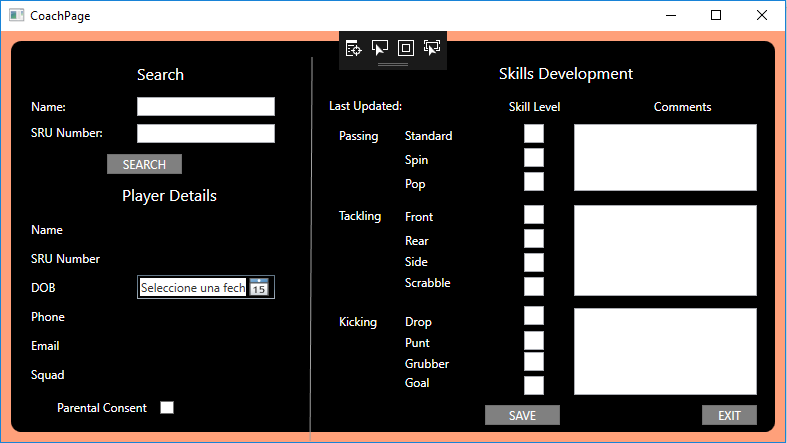 CoachPage
Search
Name:
SRU Number:
SEARCH
Player Details
Name
SRU Number
DOB Seleccione una fech 15
Phone
Email
Squad
Parental Consent
Skills Development
Last Updated: Skill Level Comments
Passing Standard
Spin
Pop
Tackling Front
Rear
Side
Scrabble
Kicking Drop
Punt
Grubber
Goal
SAVE EXIT